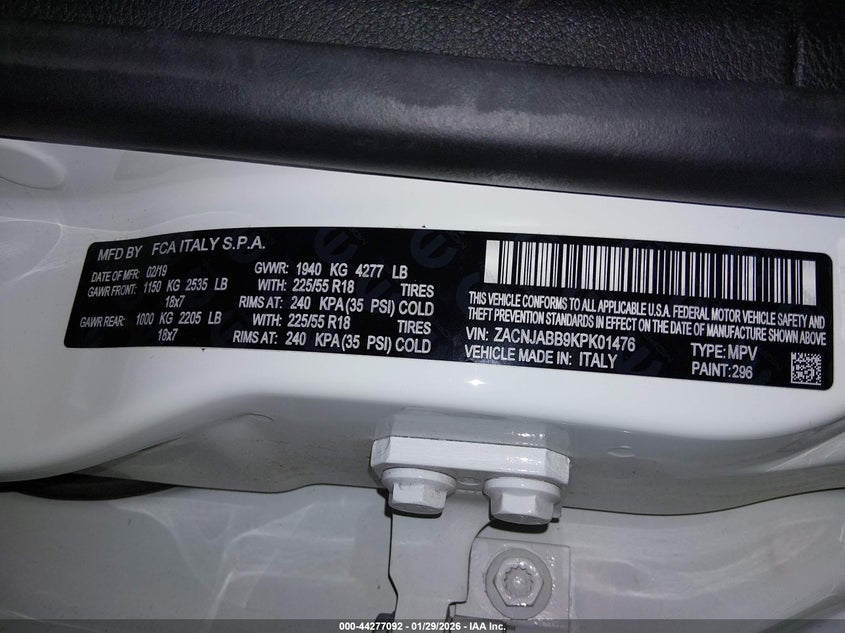 MFD BY FCA ITALY S.P.A.
DATE OF MFR: 02/19 GVWR: 1940 KG 4277 LB
GAWR FRONT: 1150 KG 2535 LB WITH: 225/55 R18 TIRES
18x7 RIMS AT: 240 KPA(35 PSI) COLD
GAWR REAR: 1000 KG 2205 LB WITH: 225/55 R18 TIRES
18x7 RIMS AT: 240 KPA(35 PSI) COLD
THIS VEHICLE CONFORMS TO ALL APPLICABLE U.S.A. FEDERAL MOTOR VEHICLE SAFETY AND
THEFT PREVENTION STANDARDS IN EFFECT ON THE DATE OF MANUFACTURE SHOWN ABOVE
VIN: ZACNJABB9KPK01476 TYPE: MPV
VEHICLE MADE IN: ITALY PAINT: 296
000-44277092 - 01/29/2026 - IAA Inc.